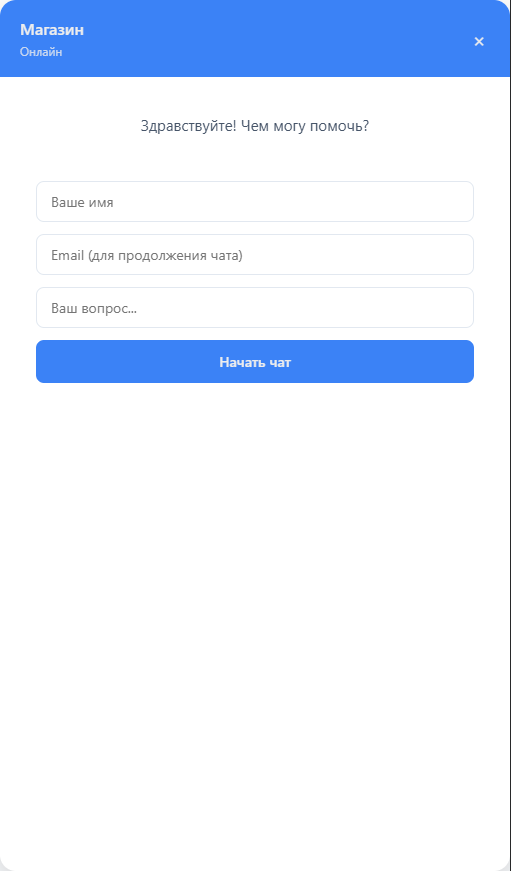 Магазин
Онлайн
×
Здравствуйте! Чем могу помочь?
Ваше имя
Email (для продолжения чата)
Ваш вопрос...
Начать чат